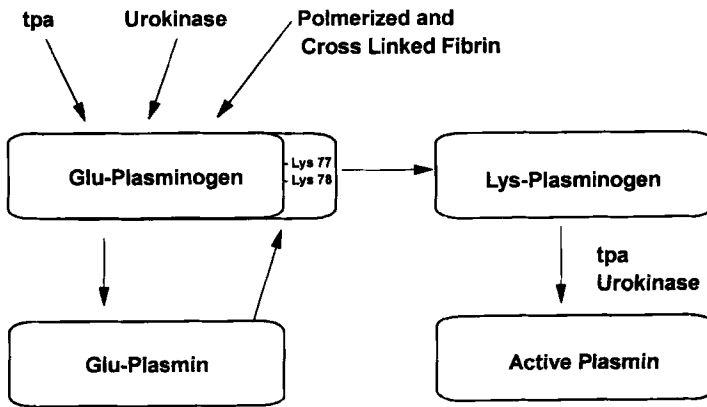 tpa
Urokinase
Polmerized and
Cross Linked Fibrin
Glu-Plasminogen
Lys 77
Lys 78
Lys-Plasminogen
tpa
Urokinase
Glu-Plasmin
Active Plasmin